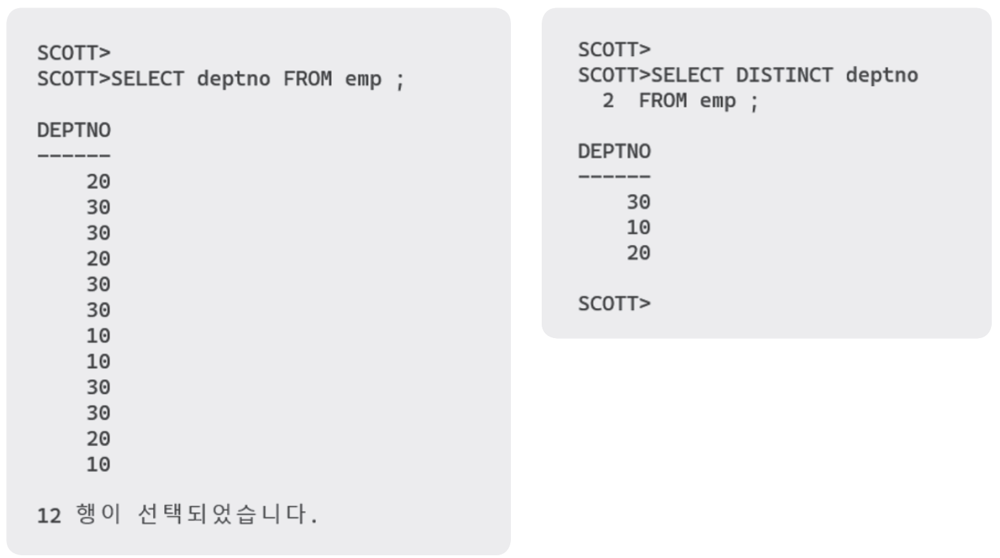 SCOTT>
SCOTT>SELECT deptno FROM emp ;
DEPTNO
------
20
30
30
20
30
30
10
10
30
30
20
10
12 행이 선택되었습니다.
SCOTT>
SCOTT>SELECT DISTINCT deptno
2 FROM emp ;
DEPTNO
------
30
10
20
SCOTT>